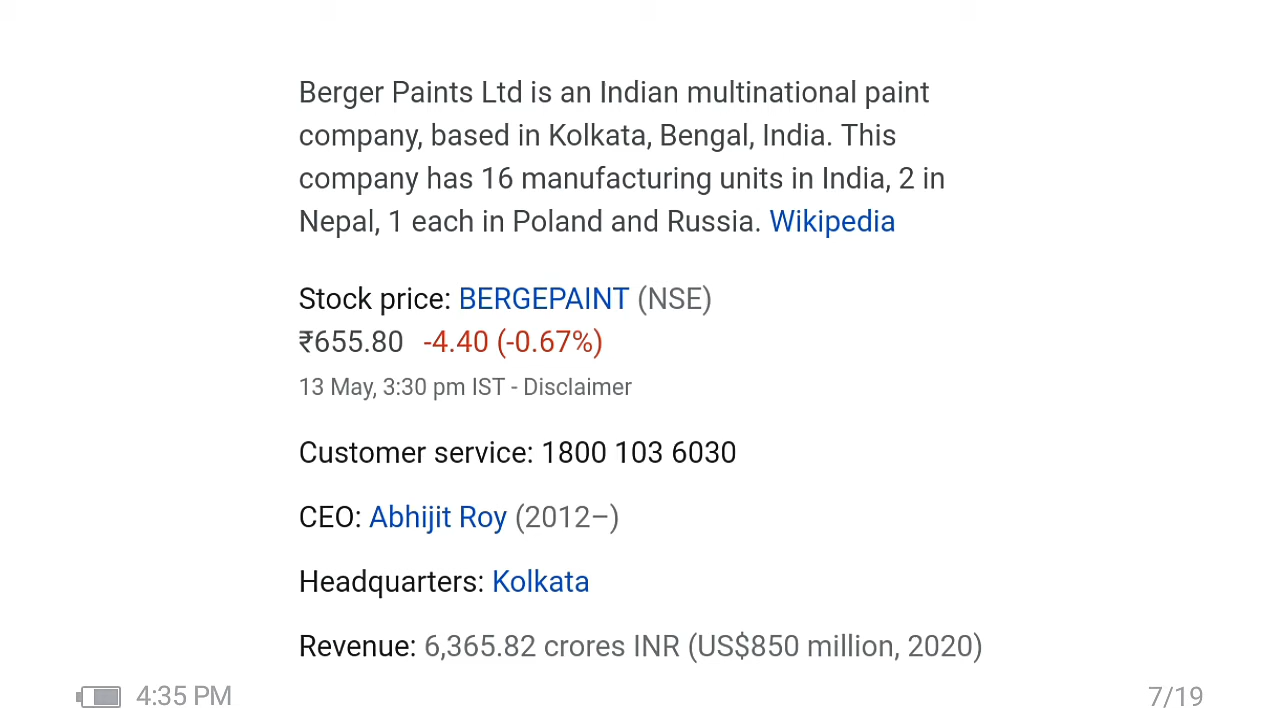 Berger Paints Ltd is an Indian multinational paint
company, based in Kolkata, Bengal, India. This
company has 16 manufacturing units in India, 2 in
Nepal, 1 each in Poland and Russia. Wikipedia
Stock price: BERGEPAINT (NSE)
₹655.80 -4.40 (-0.67%)
13 May, 3:30 pm IST - Disclaimer
Customer service: 1800 103 6030
CEO: Abhijit Roy (2012–)
Headquarters: Kolkata
Revenue: 6,365.82 crores INR (US$850 million, 2020)
4:35 PM
7/19